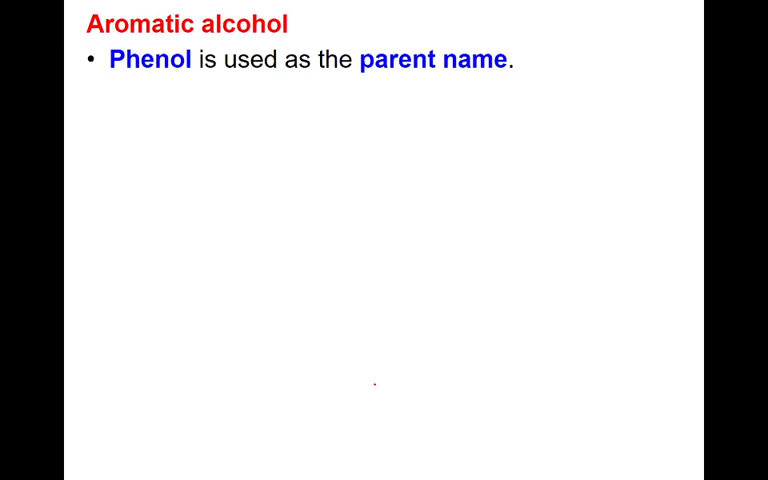 Aromatic alcohol
• Phenol is used as the parent name.